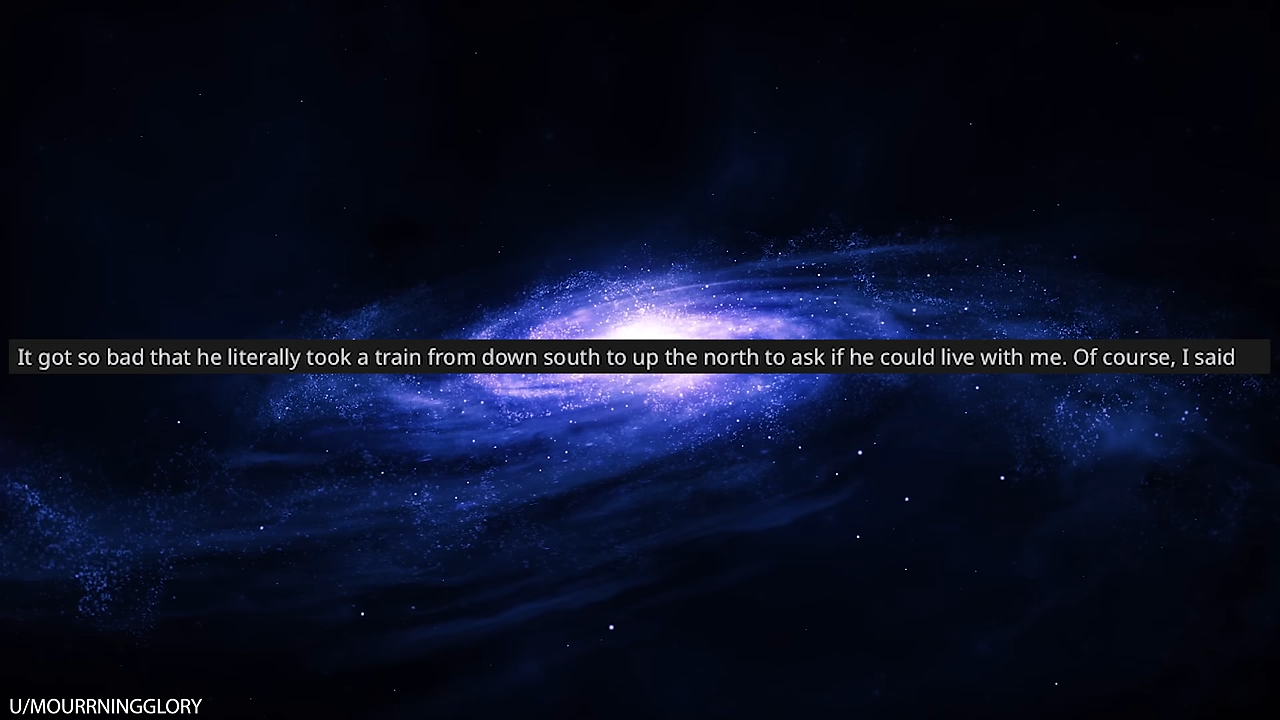 It got so bad that he literally took a train from down south to up the north to ask if he could live with me. Of course, I said
U/MOURRNINGGLORY